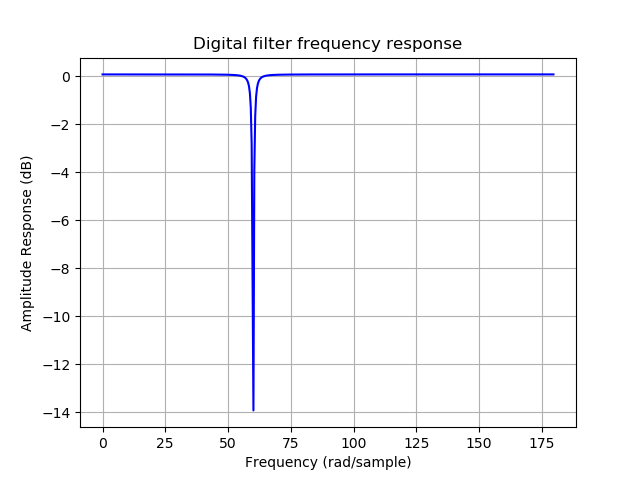 Digital filter frequency response
Amplitude Response (dB)
0
−2
−4
−6
−8
−10
−12
−14
0 25 50 75 100 125 150 175
Frequency (rad/sample)